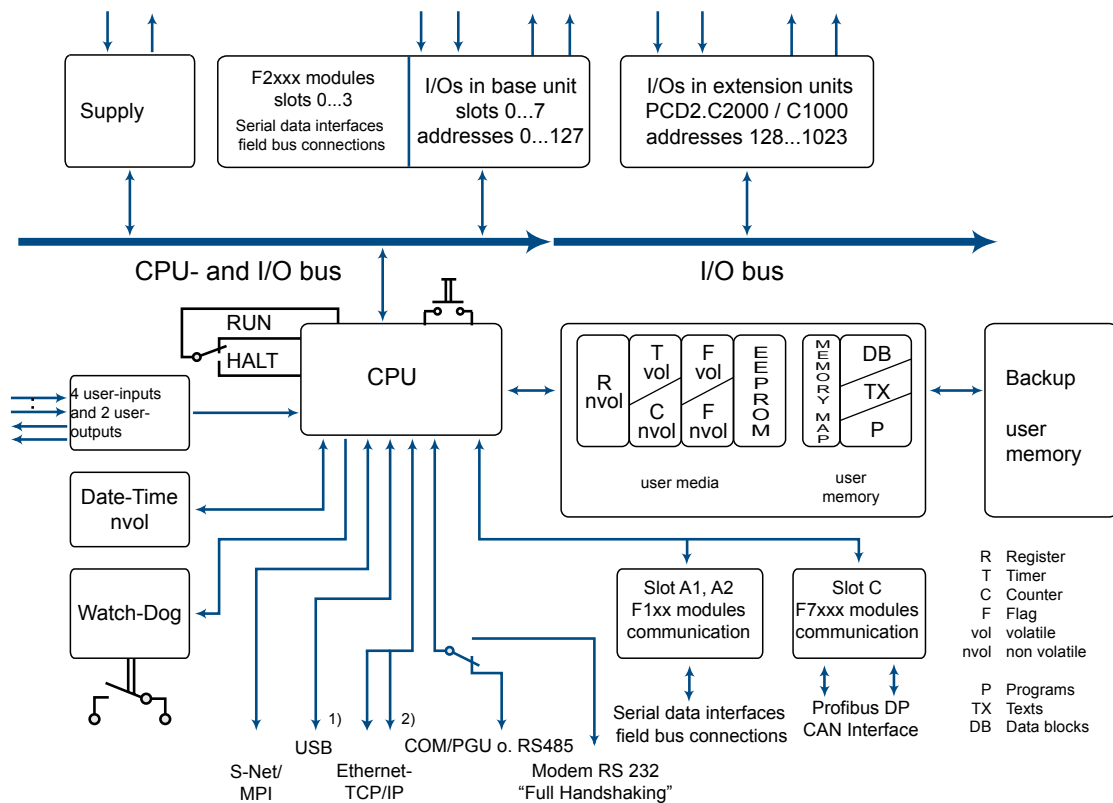 Supply
F2xxx modules
slots 0...3
Serial data interfaces
field bus connections
I/Os in base unit
slots 0...7
addresses 0...127
I/Os in extension units
PCD2.C2000 / C1000
addresses 128...1023
CPU- and I/O bus
I/O bus
RUN
HALT
CPU
4 user-inputs
and 2 user-
outputs
:
Date-Time
nvol
Watch-Dog
R
nvol
T
vol
C
nvol
F
vol
F
nvol
EEPROM
user media
MEMORY MAP
DB
TX
P
user
memory
Backup
user
memory
Slot A1, A2
F1xx modules
communication
Slot C
F7xxx modules
communication
Serial data interfaces
field bus connections
Profibus DP
CAN Interface
R Register
T Timer
C Counter
F Flag
vol volatile
nvol non volatile
P Programs
TX Texts
DB Data blocks
S-Net/
MPI
USB
1)
Ethernet-
TCP/IP
2)
COM/PGU o. RS485
Modem RS 232
“Full Handshaking”